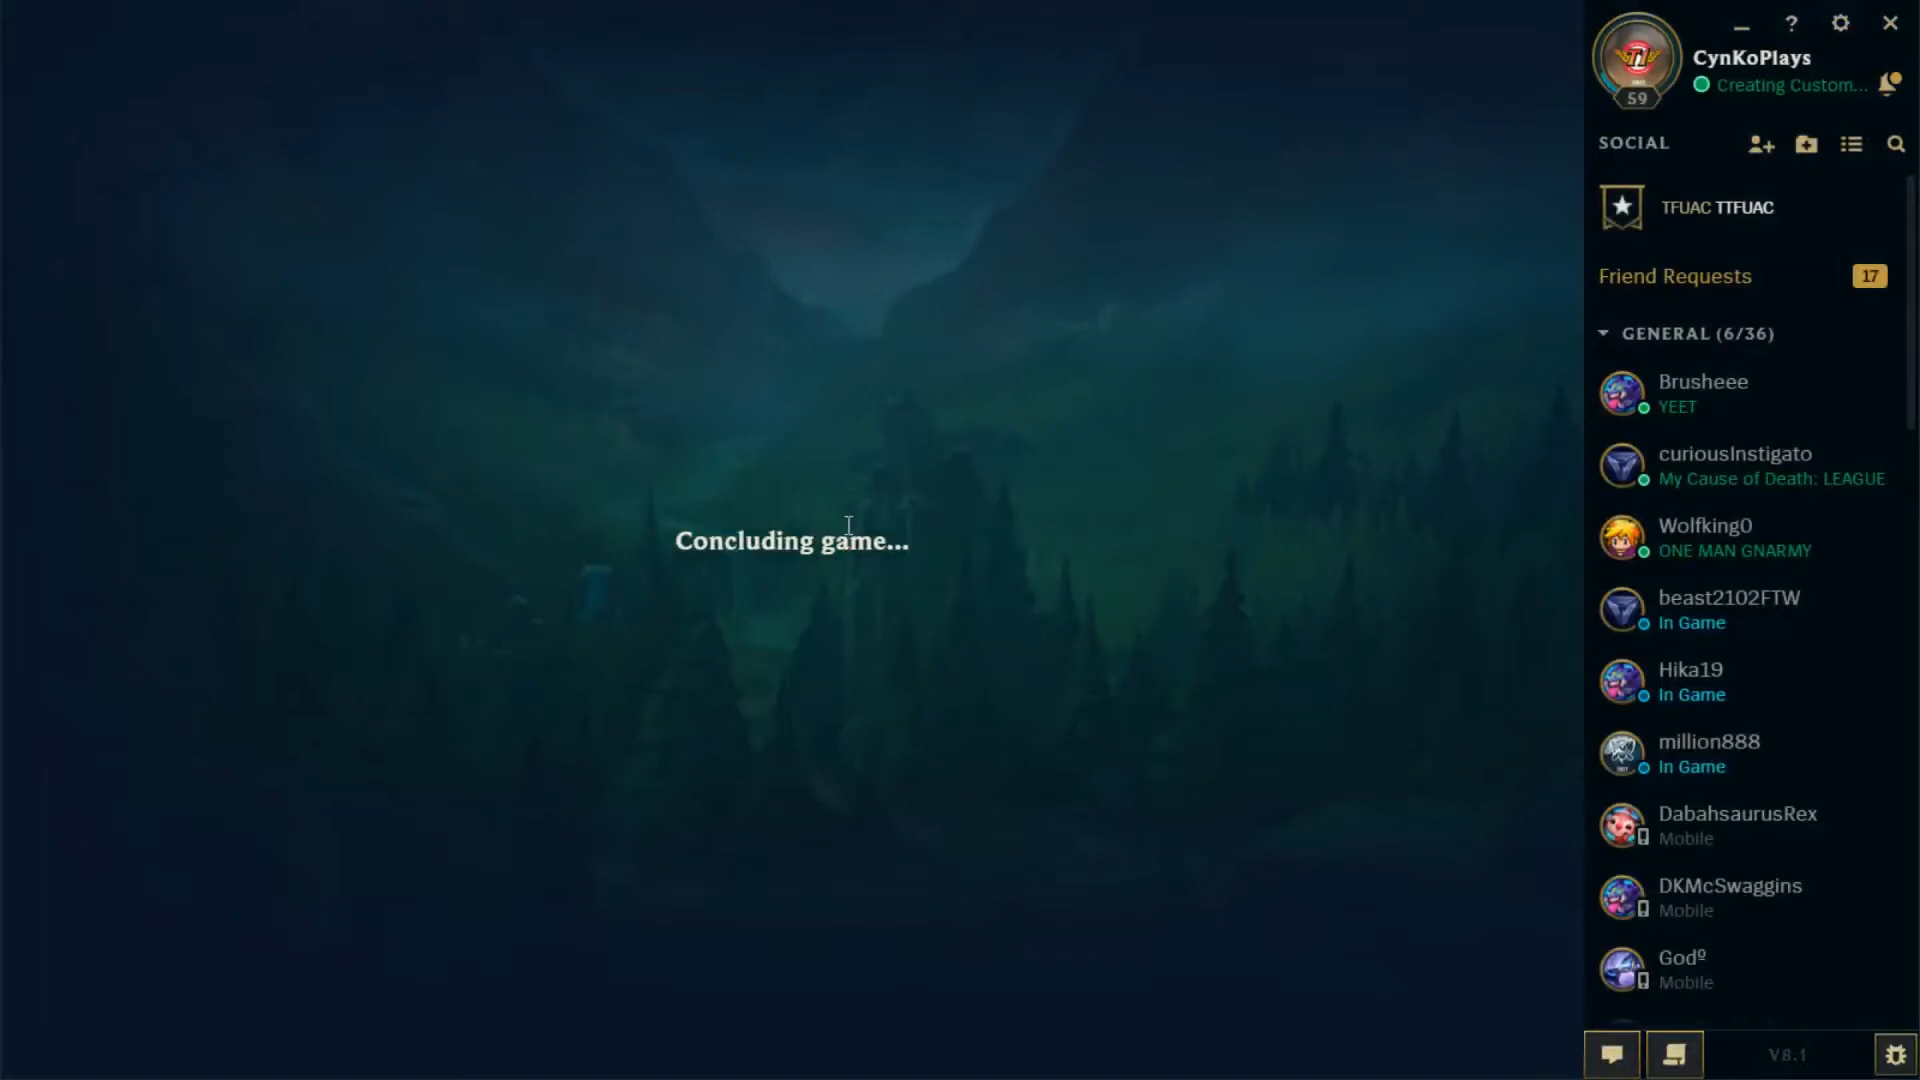 CynKoPlays
59
Creating Custom...
SOCIAL
TFUAC TTFUAC
Friend Requests
17
GENERAL (6/36)
Brusheee
YEET
curiousInstigato
My Cause of Death: LEAGUE
Wolfking0
ONE MAN GNARMY
beast2102FTW
In Game
Hika19
In Game
million888
In Game
DabahsaurusRex
Mobile
DKMcSwaggins
Mobile
Godº
Mobile
Concluding game...
V8.1